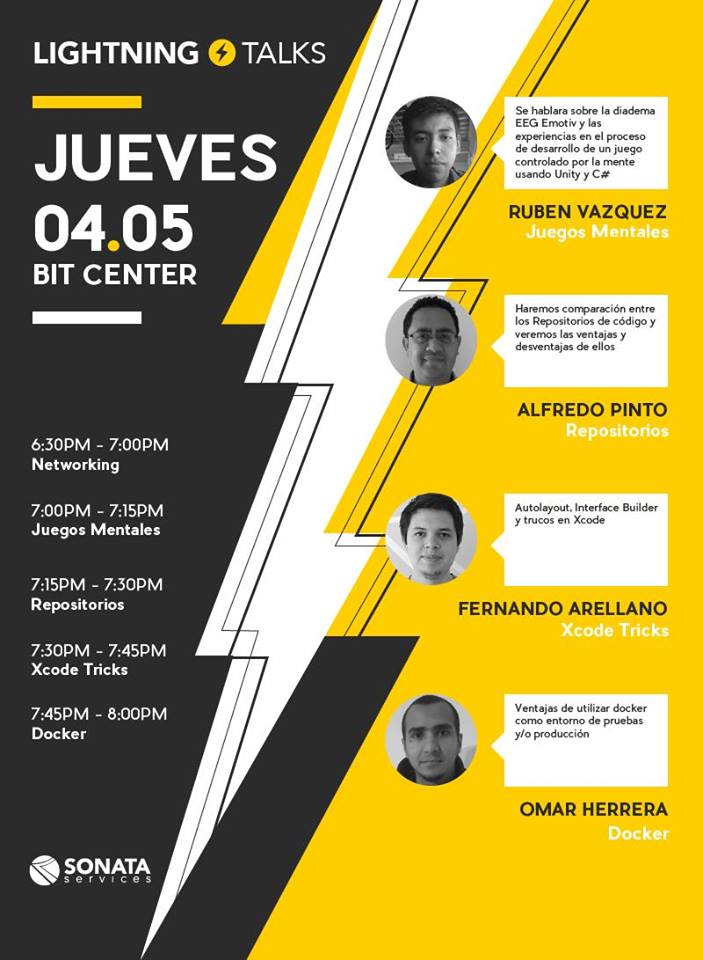 LIGHTNING TALKS
JUEVES
04.05
BIT CENTER
6:30PM - 7:00PM
Networking
7:00PM - 7:15PM
Juegos Mentales
7:15PM - 7:30PM
Repositorios
7:30PM - 7:45PM
Xcode Tricks
7:45PM - 8:00PM
Docker
SONATA
services
Se hablara sobre la diadema
EEG Emotiv y las
experiencias en el proceso
de desarrollo de un juego
controlado por la mente
usando Unity y C#
RUBEN VAZQUEZ
Juegos Mentales
Haremos comparación entre
los Repositorios de código y
veremos las ventajas y
desventajas de ellos
ALFREDO PINTO
Repositorios
Autolayout, Interface Builder
y trucos en Xcode
FERNANDO ARELLANO
Xcode Tricks
Ventajas de utilizar docker
como entorno de pruebas
y/o producción
OMAR HERRERA
Docker